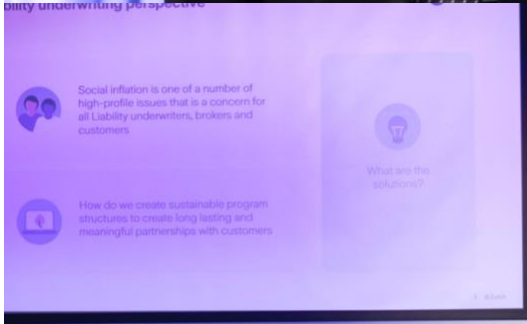 bility underwriting perspective
Social inflation is one of a number of
high-profile issues that is a concern for
all Liability underwriters, brokers and
customers
What are the
solutions?
How do we create sustainable program
structures to create long lasting and
meaningful partnerships with customers